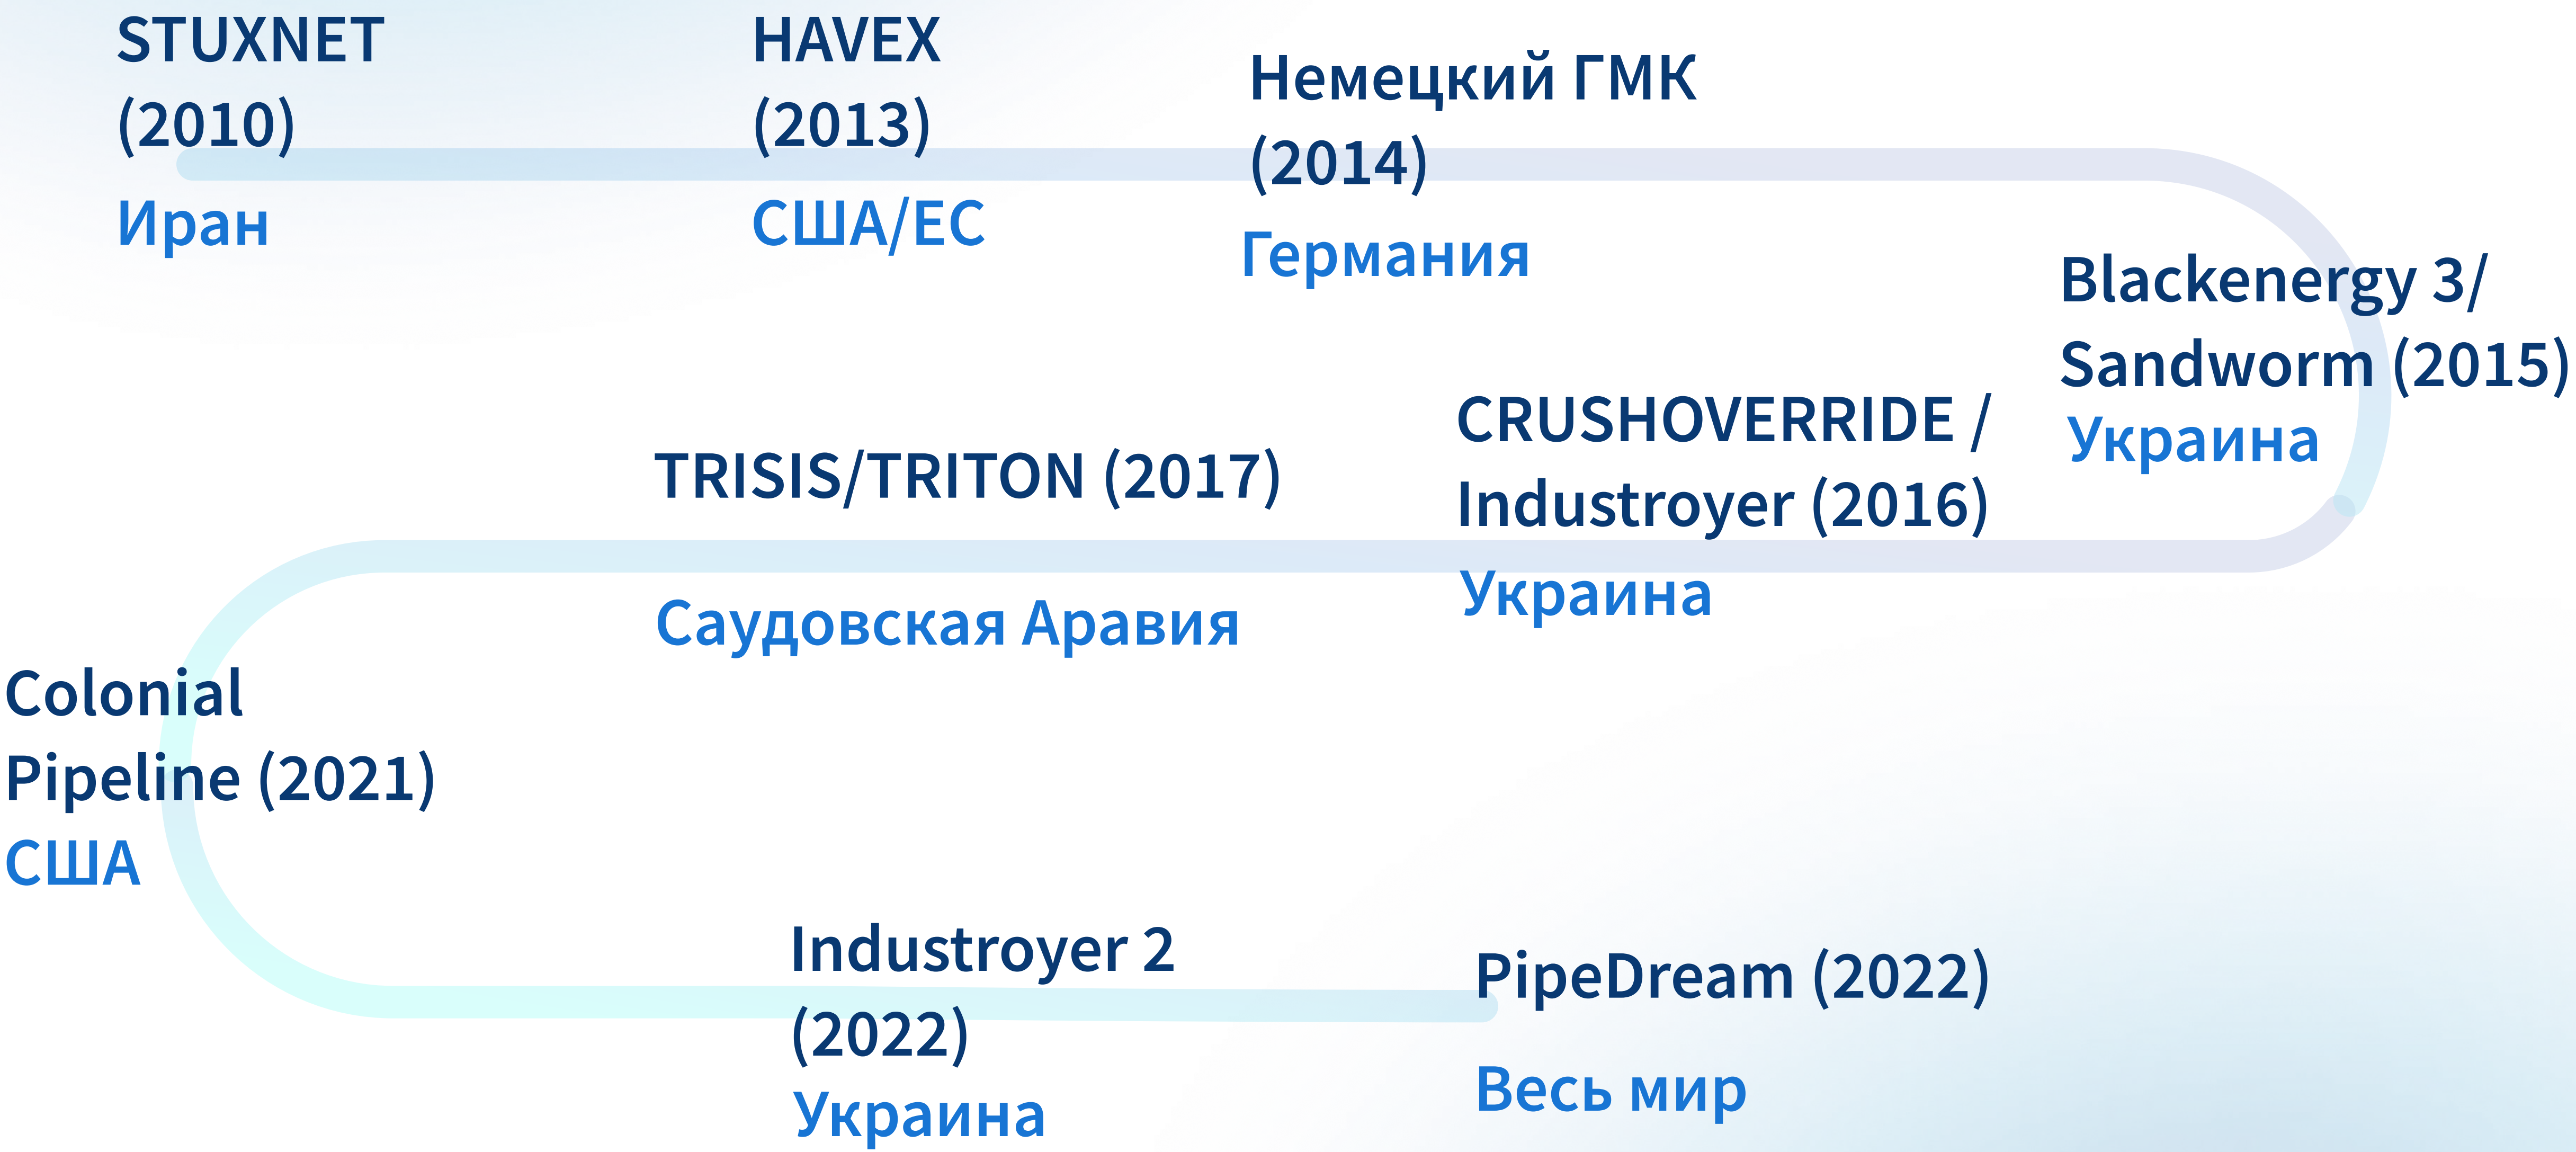 STUXNET
(2010)
Иран
HAVEX
(2013)
США/ЕС
Немецкий ГМК
(2014)
Германия
Blackenergy 3/
Sandworm (2015)
Украина
CRUSHOVERRIDE /
Industroyer (2016)
Украина
TRISIS/TRITON (2017)
Саудовская Аравия
Colonial
Pipeline (2021)
США
Industroyer 2
(2022)
Украина
PipeDream (2022)
Весь мир